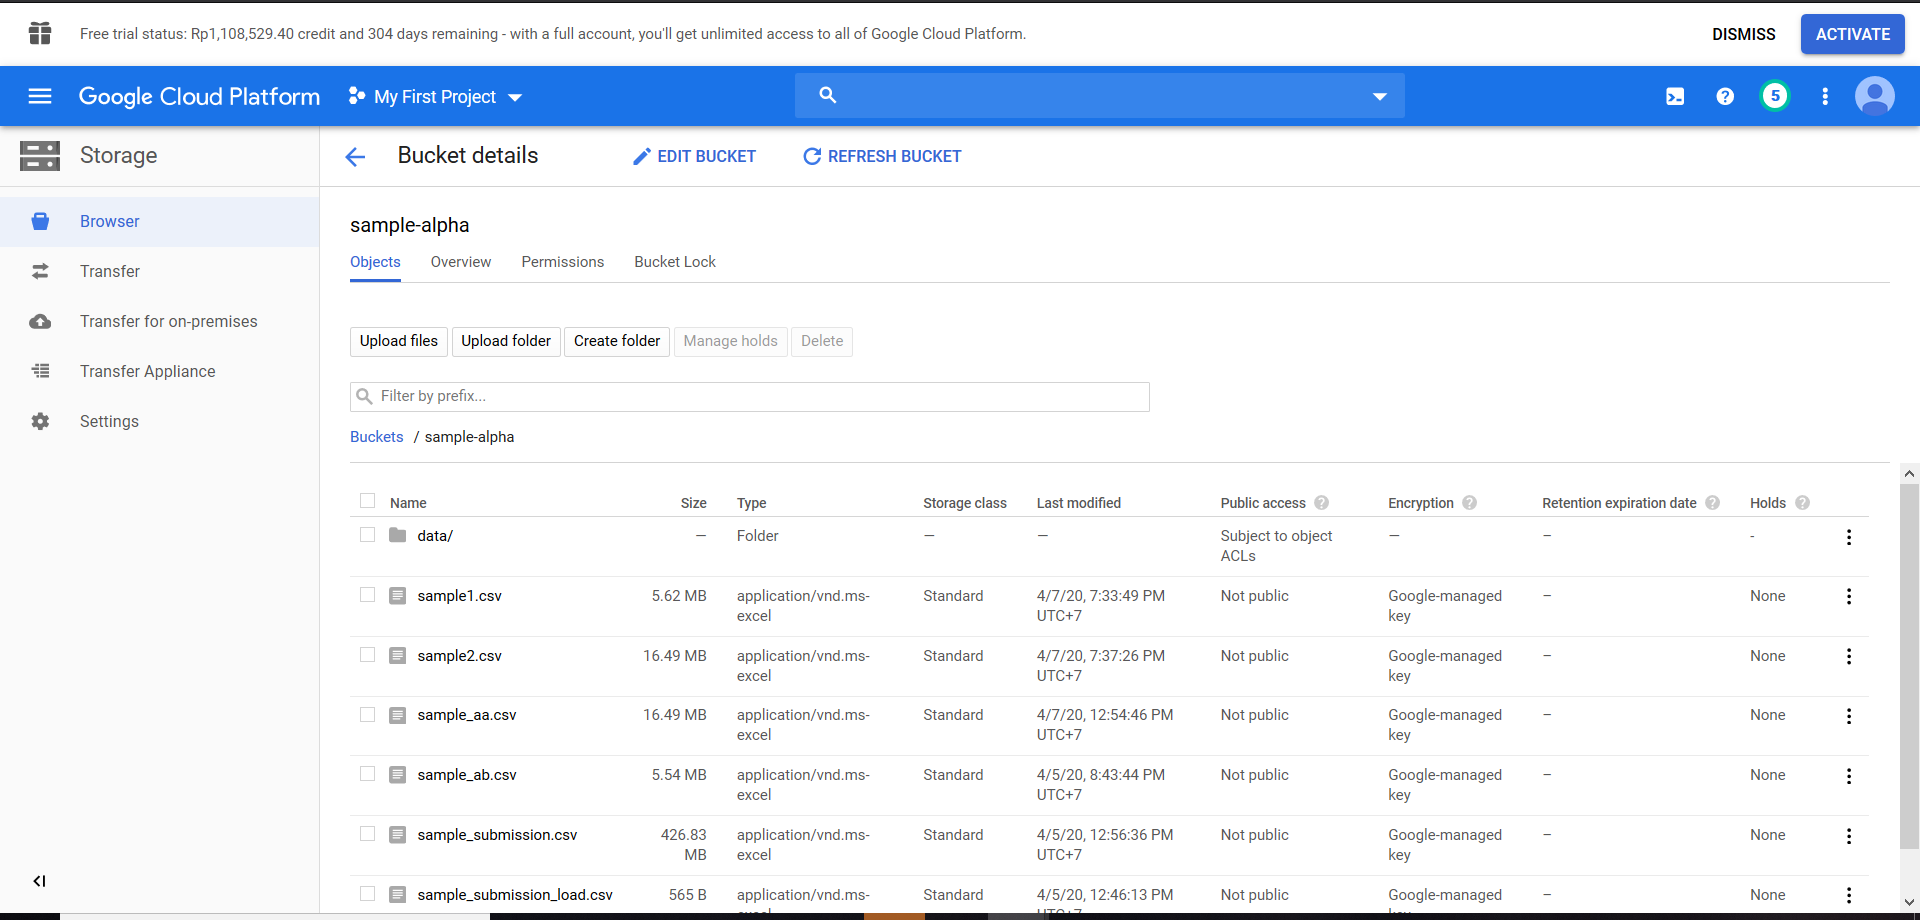 Free trial status: Rp1,108,529.40 credit and 304 days remaining - with a full account, you'll get unlimited access to all of Google Cloud Platform.
DISMISS
ACTIVATE
Google Cloud Platform
My First Project
5
Storage
Bucket details
EDIT BUCKET
REFRESH BUCKET
Browser
Transfer
Transfer for on-premises
Transfer Appliance
Settings
sample-alpha
Objects Overview Permissions Bucket Lock
Upload files Upload folder Create folder Manage holds Delete
Filter by prefix...
Buckets / sample-alpha
Name Size Type Storage class Last modified Public access ? Encryption ? Retention expiration date ? Holds ?
data/ — Folder — — Subject to object — – -
ACLs
sample1.csv 5.62 MB application/vnd.ms- Standard 4/7/20, 7:33:49 PM Not public Google-managed – None
excel UTC+7 key
sample2.csv 16.49 MB application/vnd.ms- Standard 4/7/20, 7:37:26 PM Not public Google-managed – None
excel UTC+7 key
sample_aa.csv 16.49 MB application/vnd.ms- Standard 4/7/20, 12:54:46 PM Not public Google-managed – None
excel UTC+7 key
sample_ab.csv 5.54 MB application/vnd.ms- Standard 4/5/20, 8:43:44 PM Not public Google-managed – None
excel UTC+7 key
sample_submission.csv 426.83 application/vnd.ms- Standard 4/5/20, 12:56:36 PM Not public Google-managed – None
MB excel UTC+7 key
sample_submission_load.csv 565 B application/vnd.ms- Standard 4/5/20, 12:46:13 PM Not public Google-managed – None